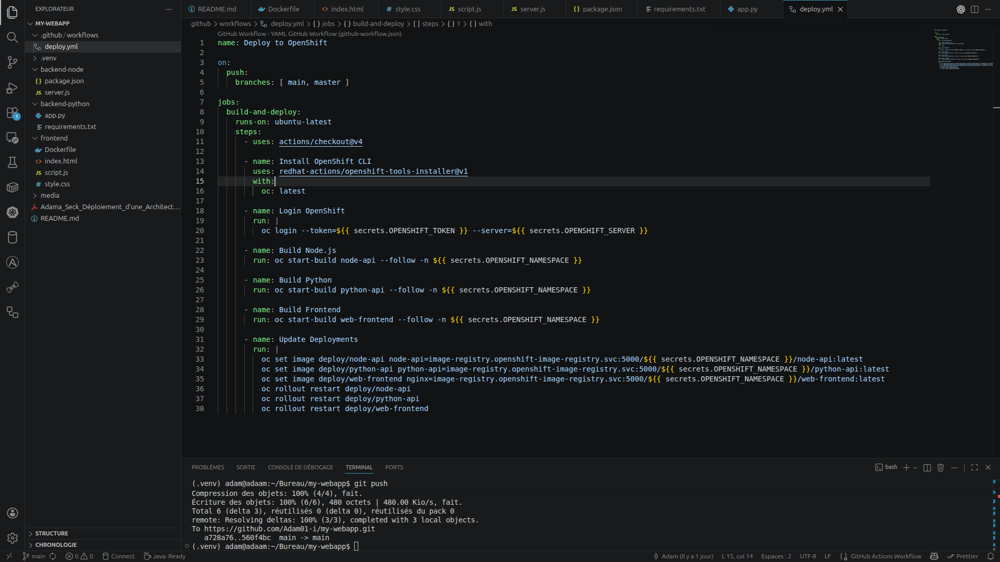 EXPLORATEUR
MY-WEBAPP
.github/workflows
deploy.yml
.venv
backend-node
package.json
server.js
backend-python
app.py
requirements.txt
frontend
Dockerfile
index.html
script.js
style.css
media
Adama_Seck_Déploiement_d'une_Architect...
README.md
STRUCTURE
CHRONOLOGIE
README.md Dockerfile index.html style.css script.js server.js package.json requirements.txt app.py deploy.yml
.github > workflows > deploy.yml > { } jobs > { } build-and-deploy > [ ] steps > { } 1 > { } with
GitHub Workflow - YAML GitHub Workflow (github-workflow.json)
1 name: Deploy to OpenShift
2
3 on:
4 push:
5 branches: [ main, master ]
6
7 jobs:
8 build-and-deploy:
9 runs-on: ubuntu-latest
10 steps:
11 - uses: actions/checkout@v4
12
13 - name: Install OpenShift CLI
14 uses: redhat-actions/openshift-tools-installer@v1
15 with:
16 oc: latest
17
18 - name: Login OpenShift
19 run: |
20 oc login --token=${{ secrets.OPENSHIFT_TOKEN }} --server=${{ secrets.OPENSHIFT_SERVER }}
21
22 - name: Build Node.js
23 run: oc start-build node-api --follow -n ${{ secrets.OPENSHIFT_NAMESPACE }}
24
25 - name: Build Python
26 run: oc start-build python-api --follow -n ${{ secrets.OPENSHIFT_NAMESPACE }}
27
28 - name: Build Frontend
29 run: oc start-build web-frontend --follow -n ${{ secrets.OPENSHIFT_NAMESPACE }}
30
31 - name: Update Deployments
32 run: |
33 oc set image deploy/node-api node-api=image-registry.openshift-image-registry.svc:5000/${{ secrets.OPENSHIFT_NAMESPACE }}/node-api:latest
34 oc set image deploy/python-api python-api=image-registry.openshift-image-registry.svc:5000/${{ secrets.OPENSHIFT_NAMESPACE }}/python-api:latest
35 oc set image deploy/web-frontend nginx=image-registry.openshift-image-registry.svc:5000/${{ secrets.OPENSHIFT_NAMESPACE }}/web-frontend:latest
36 oc rollout restart deploy/node-api
37 oc rollout restart deploy/python-api
38 oc rollout restart deploy/web-frontend
PROBLÈMES SORTIE CONSOLE DE DÉBOGAGE TERMINAL PORTS bash
(.venv) adam@adaam:~/Bureau/my-webapp$ git push
Compression des objets: 100% (4/4), fait.
Écriture des objets: 100% (6/6), 480 octets | 480.00 Kio/s, fait.
Total 6 (delta 3), réutilisés 0 (delta 0), réutilisés du pack 0
remote: Resolving deltas: 100% (3/3), completed with 3 local objects.
To https://github.com/Adam01-i/my-webapp.git
a728a76..560f4bc main -> main
(.venv) adam@adaam:~/Bureau/my-webapp$
main 0 0 Connect Java: Ready Adam (Il y a 1 jour) L 15, col 14 Espaces : 2 UTF-8 LF GitHub Actions Workflow Prettier